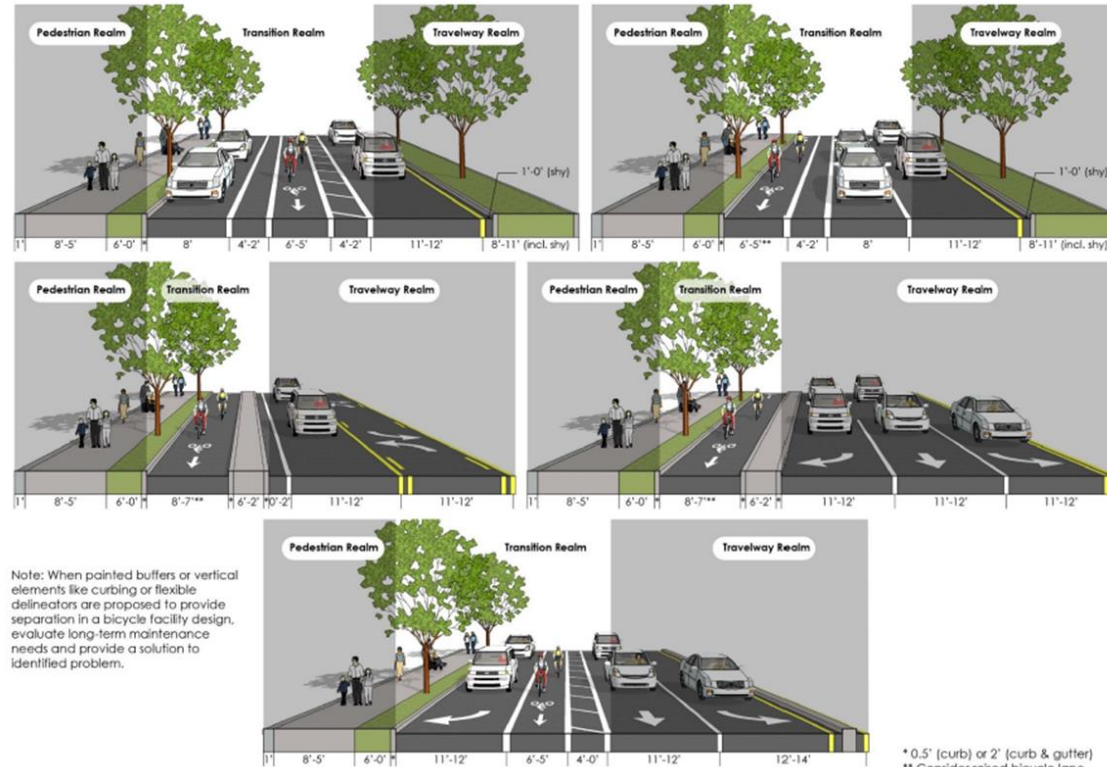 Pedestrian Realm Transition Realm Travelway Realm
1'-0' (shy)
1' 8'-5' 6'-0' * 8' 4'-2' 6'-5' 4'-2' 11'-12' 8'-11' (incl. shy)
Pedestrian Realm Transition Realm Travelway Realm
1'-0' (shy)
1' 8'-5' 6'-0' * 6'-5'** 4'-2' 8' 11'-12' 8'-11' (incl. shy)
Pedestrian Realm Transition Realm Travelway Realm
1' 8'-5' 6'-0' * 8'-7'** * 6'-2' *0'-2' 11'-12' 11'-12'
Pedestrian Realm Transition Realm Travelway Realm
1' 8'-5' 6'-0' * 8'-7'** * 6'-2' * 11'-12' 11'-12' 11'-12'
Note: When painted buffers or vertical
elements like curbing or flexible
delineators are proposed to provide
separation in a bicycle facility design,
evaluate long-term maintenance
needs and provide a solution to
identified problem.
Pedestrian Realm Transition Realm Travelway Realm
1' 8'-5' 6'-0' * 11'-12' 6'-5' 4'-0' 11'-12' 12'-14'
* 0.5' (curb) or 2' (curb & gutter)
** Consider raised bicycle lane